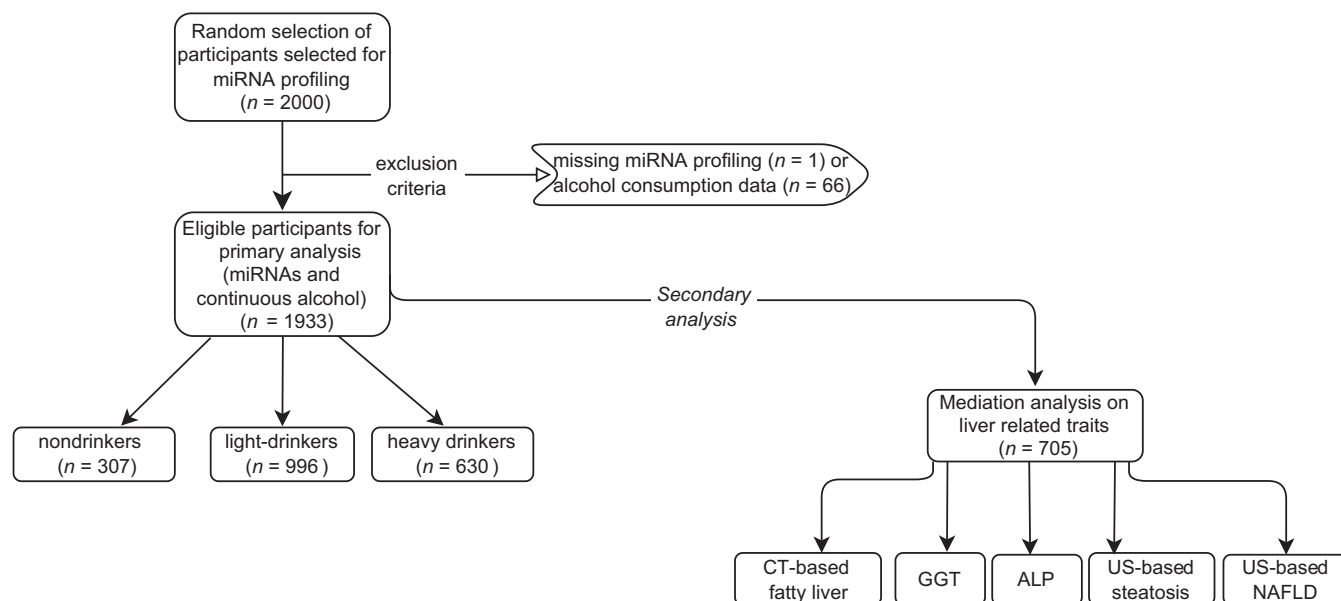 Random selection of
participants selected for
miRNA profiling
(n = 2000)
exclusion
criteria
missing miRNA profiling (n = 1) or
alcohol consumption data (n = 66)
Eligible participants for
primary analysis
(miRNAs and
continuous alcohol)
(n = 1933)
Secondary
analysis
nondrinkers
(n = 307)
light-drinkers
(n = 996)
heavy drinkers
(n = 630)
Mediation analysis on
liver related traits
(n = 705)
CT-based
fatty liver
GGT
ALP
US-based
steatosis
US-based
NAFLD